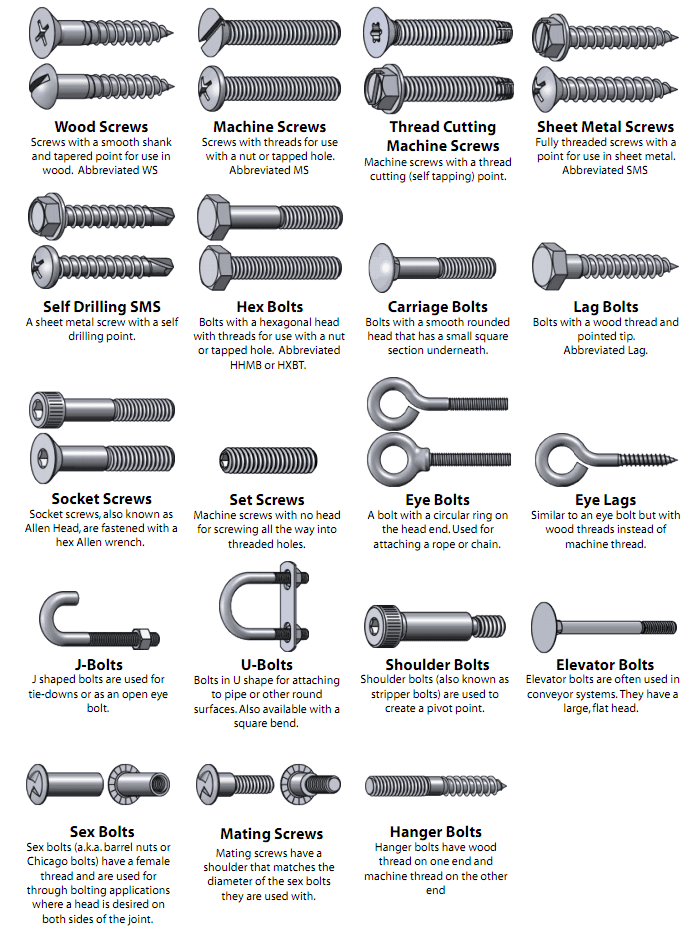 Wood Screws
Screws with a smooth shank
and tapered point for use in
wood. Abbreviated WS
Machine Screws
Screws with threads for use
with a nut or tapped hole.
Abbreviated MS
Thread Cutting
Machine Screws
Machine screws with a thread
cutting (self tapping) point.
Sheet Metal Screws
Fully threaded screws with a
point for use in sheet metal.
Abbreviated SMS
Self Drilling SMS
A sheet metal screw with a self
drilling point.
Hex Bolts
Bolts with a hexagonal head
with threads for use with a nut
or tapped hole. Abbreviated
HHMB or HXBT.
Carriage Bolts
Bolts with a smooth rounded
head that has a small square
section underneath.
Lag Bolts
Bolts with a wood thread and
pointed tip.
Abbreviated Lag.
Socket Screws
Socket screws, also known as
Allen Head, are fastened with a
hex Allen wrench.
Set Screws
Machine screws with no head
for screwing all the way into
threaded holes.
Eye Bolts
A bolt with a circular ring on
the head end. Used for
attaching a rope or chain.
Eye Lags
Similar to an eye bolt but with
wood threads instead of
machine thread.
J-Bolts
J shaped bolts are used for
tie-downs or as an open eye
bolt.
U-Bolts
Bolts in U shape for attaching
to pipe or other round
surfaces. Also available with a
square bend.
Shoulder Bolts
Shoulder bolts (also known as
stripper bolts) are used to
create a pivot point.
Elevator Bolts
Elevator bolts are often used in
conveyor systems. They have a
large, flat head.
Sex Bolts
Sex bolts (a.k.a. barrel nuts or
Chicago bolts) have a female
thread and are used for
through bolting applications
where a head is desired on
both sides of the joint.
Mating Screws
Mating screws have a
shoulder that matches the
diameter of the sex bolts
they are used with.
Hanger Bolts
Hanger bolts have wood
thread on one end and
machine thread on the other
end